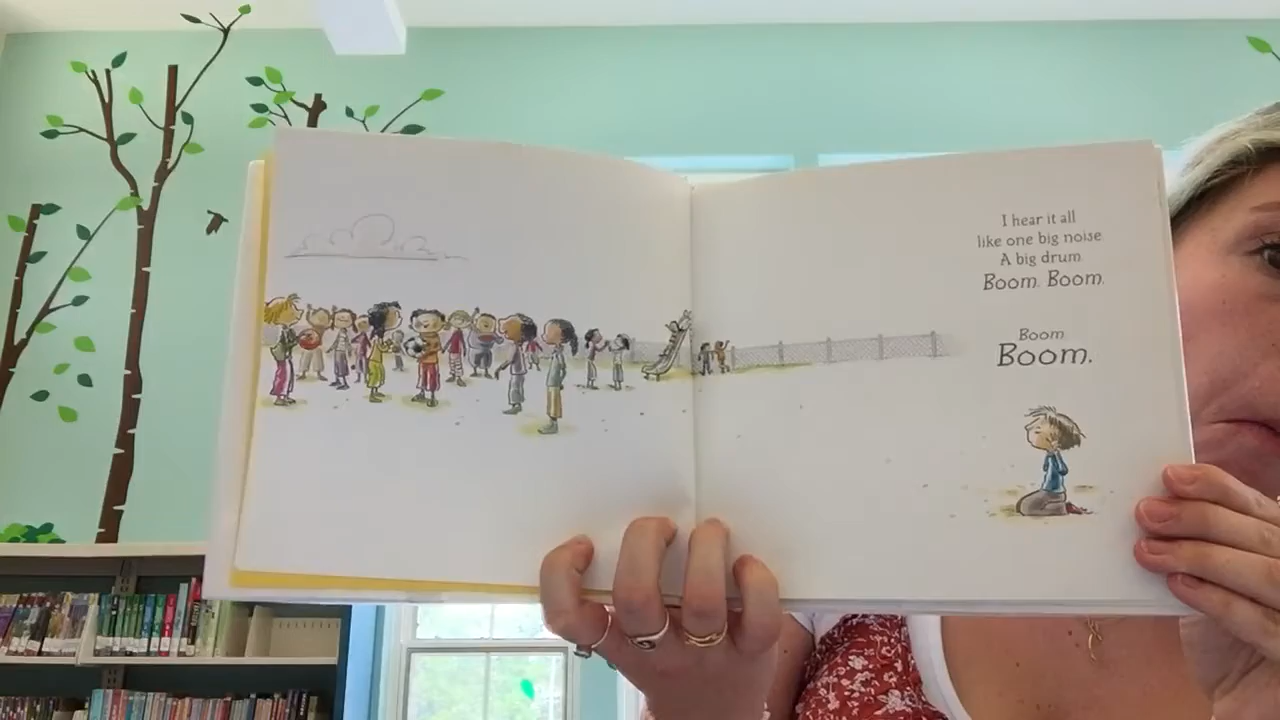 I hear it all
like one big noise.
A big drum.
Boom. Boom.
Boom
Boom.